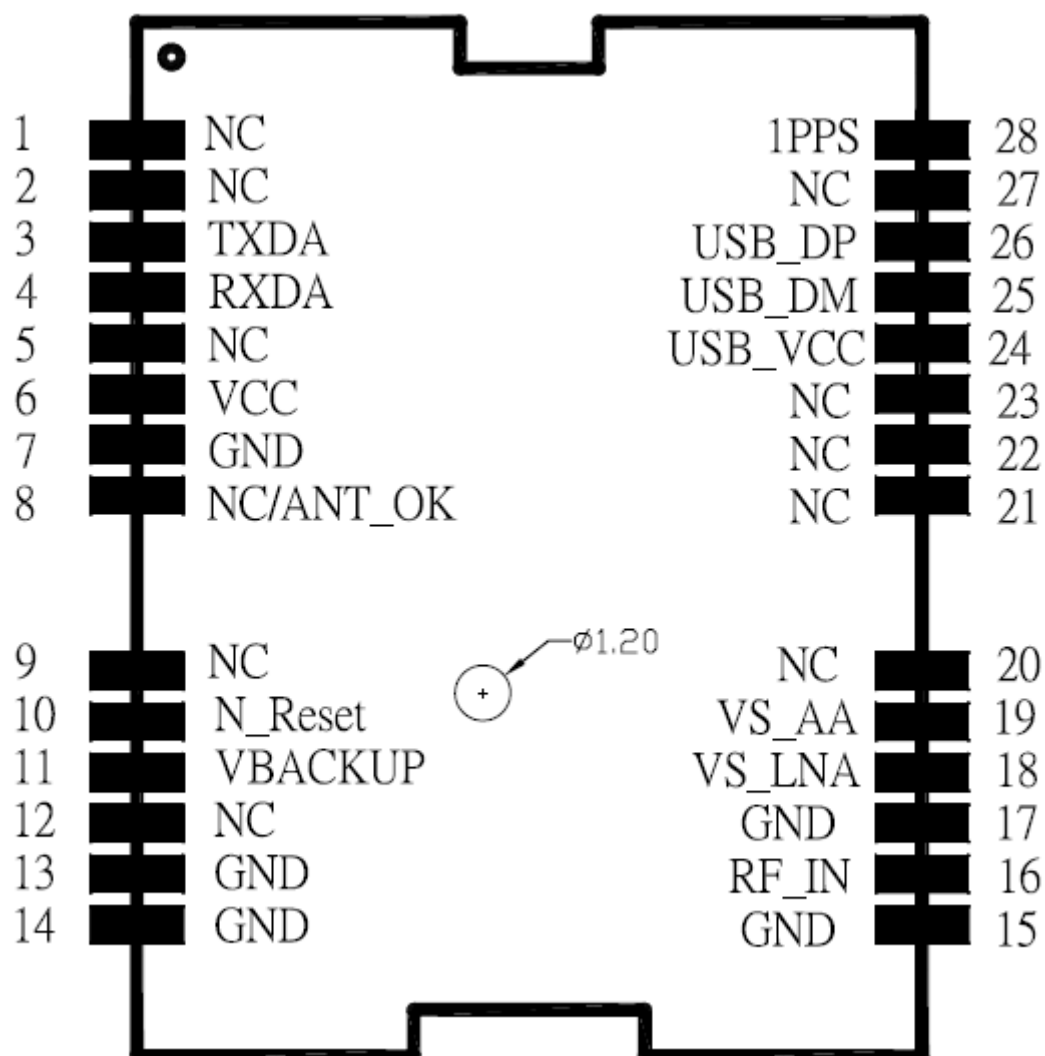 1 NC 1PPS 28
2 NC NC 27
3 TXDA USB_DP 26
4 RXDA USB_DM 25
5 NC USB_VCC 24
6 VCC NC 23
7 GND NC 22
8 NC/ANT_OK NC 21
ø1.20
9 NC NC 20
10 N_Reset VS_AA 19
11 VBACKUP VS_LNA 18
12 NC GND 17
13 GND RF_IN 16
14 GND GND 15